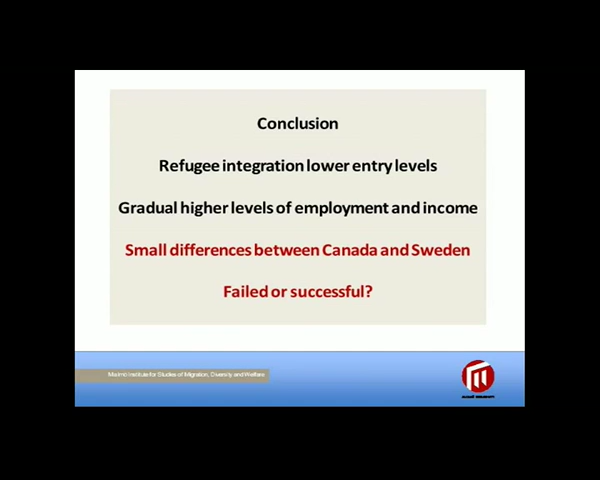 Conclusion
Refugee integration lower entry levels
Gradual higher levels of employment and income
Small differences between Canada and Sweden
Failed or successful?
Malmö Institute for Studies of Migration, Diversity and Welfare